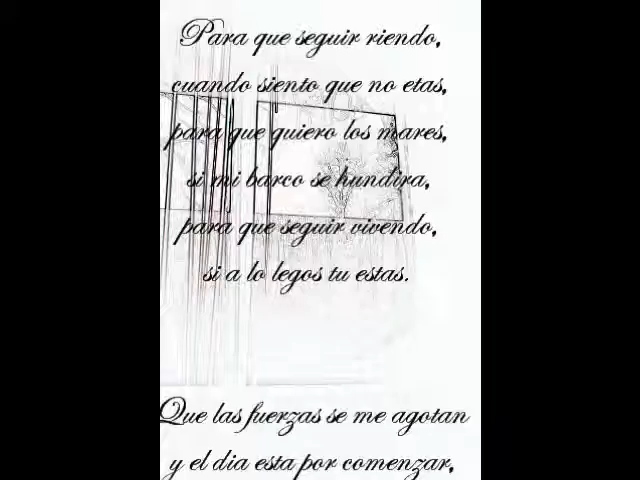 Para que seguir riendo,
cuando siento que no etas,
para que quiero los mares,
si mi barco se hundira,
para que seguir vivendo,
si a lo legos tu estas.
Que las fuerzas se me agotan
y el dia esta por comenzar,